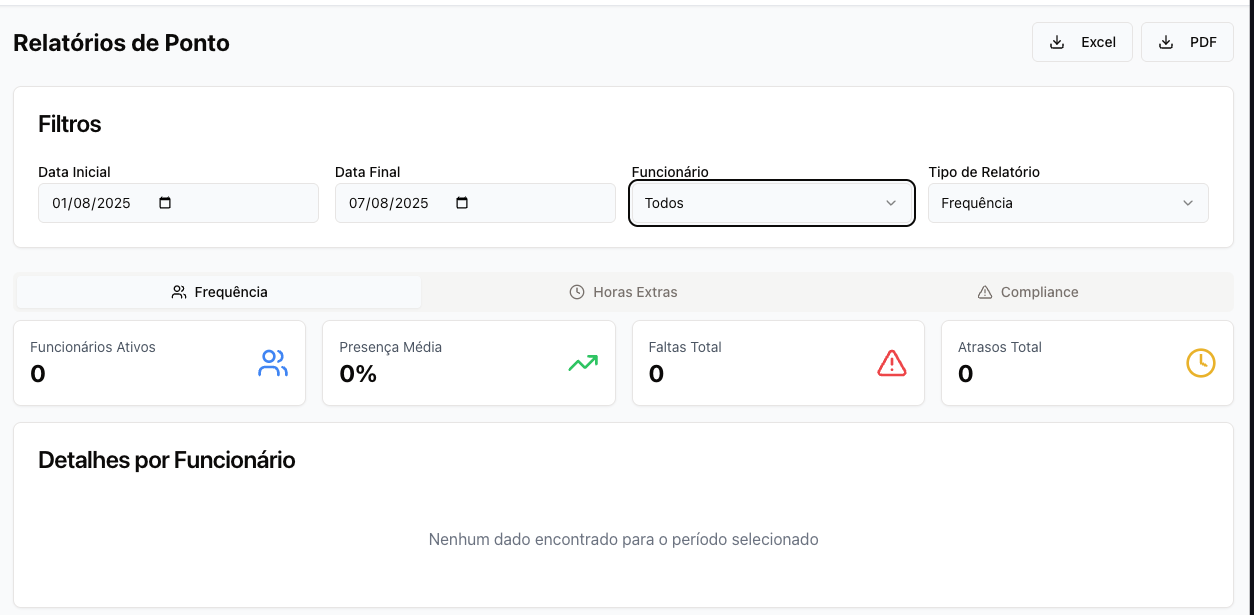 Relatórios de Ponto
Excel
PDF
Filtros
Data Inicial
Data Final
Funcionário
Tipo de Relatório
01/08/2025
07/08/2025
Todos
Frequência
Frequência
Horas Extras
Compliance
Funcionários Ativos
0
Presença Média
0%
Faltas Total
0
Atrasos Total
0
Detalhes por Funcionário
Nenhum dado encontrado para o período selecionado